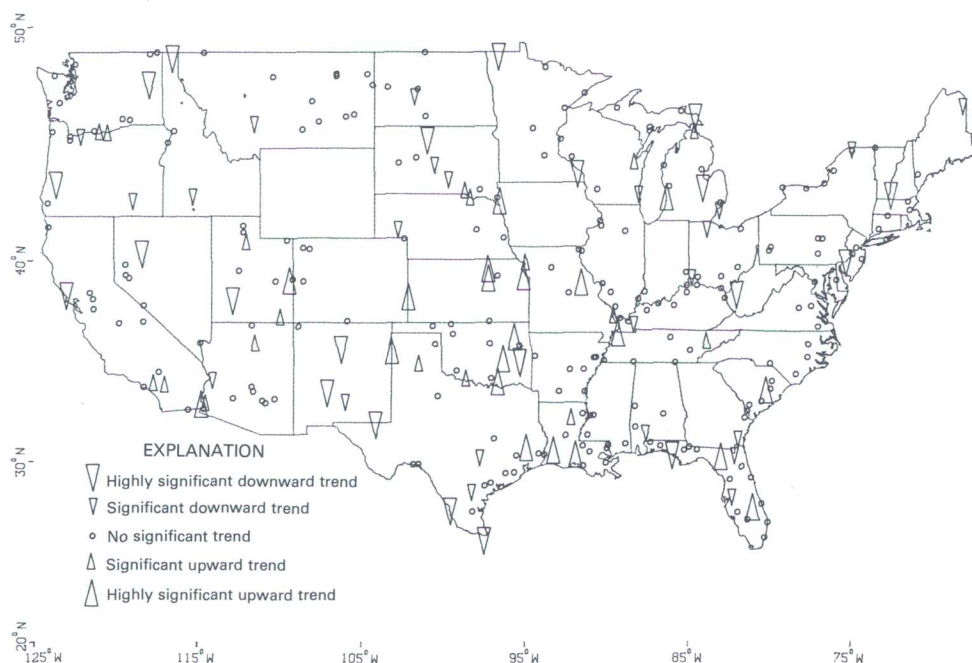 50°N
40°N
30°N
EXPLANATION
Highly significant downward trend
Significant downward trend
No significant trend
Significant upward trend
Highly significant upward trend
20°N
125°W 115°W 105°W 95°W 85°W 75°W